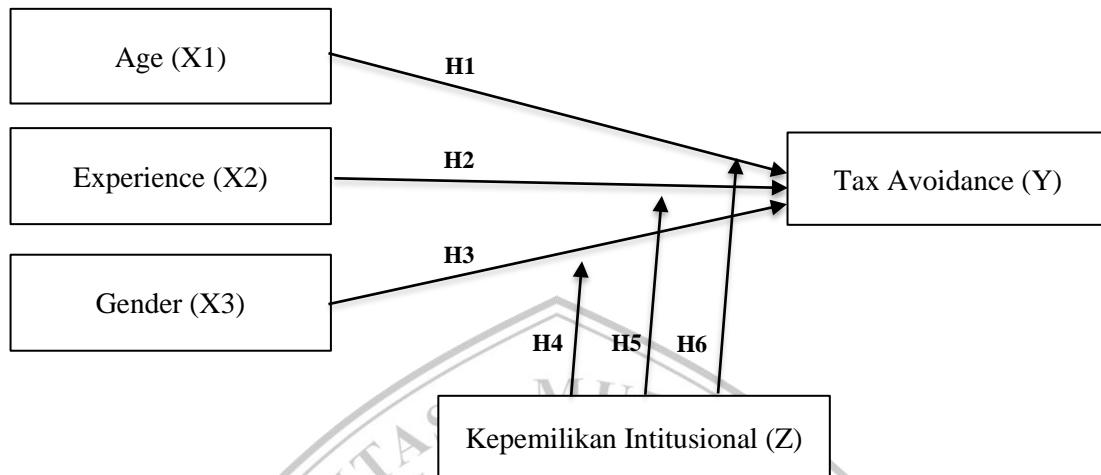 Age (X1)
H1
Experience (X2)
H2
Tax Avoidance (Y)
Gender (X3)
H3
H4
H5
H6
Kepemilikan Intitusional (Z)